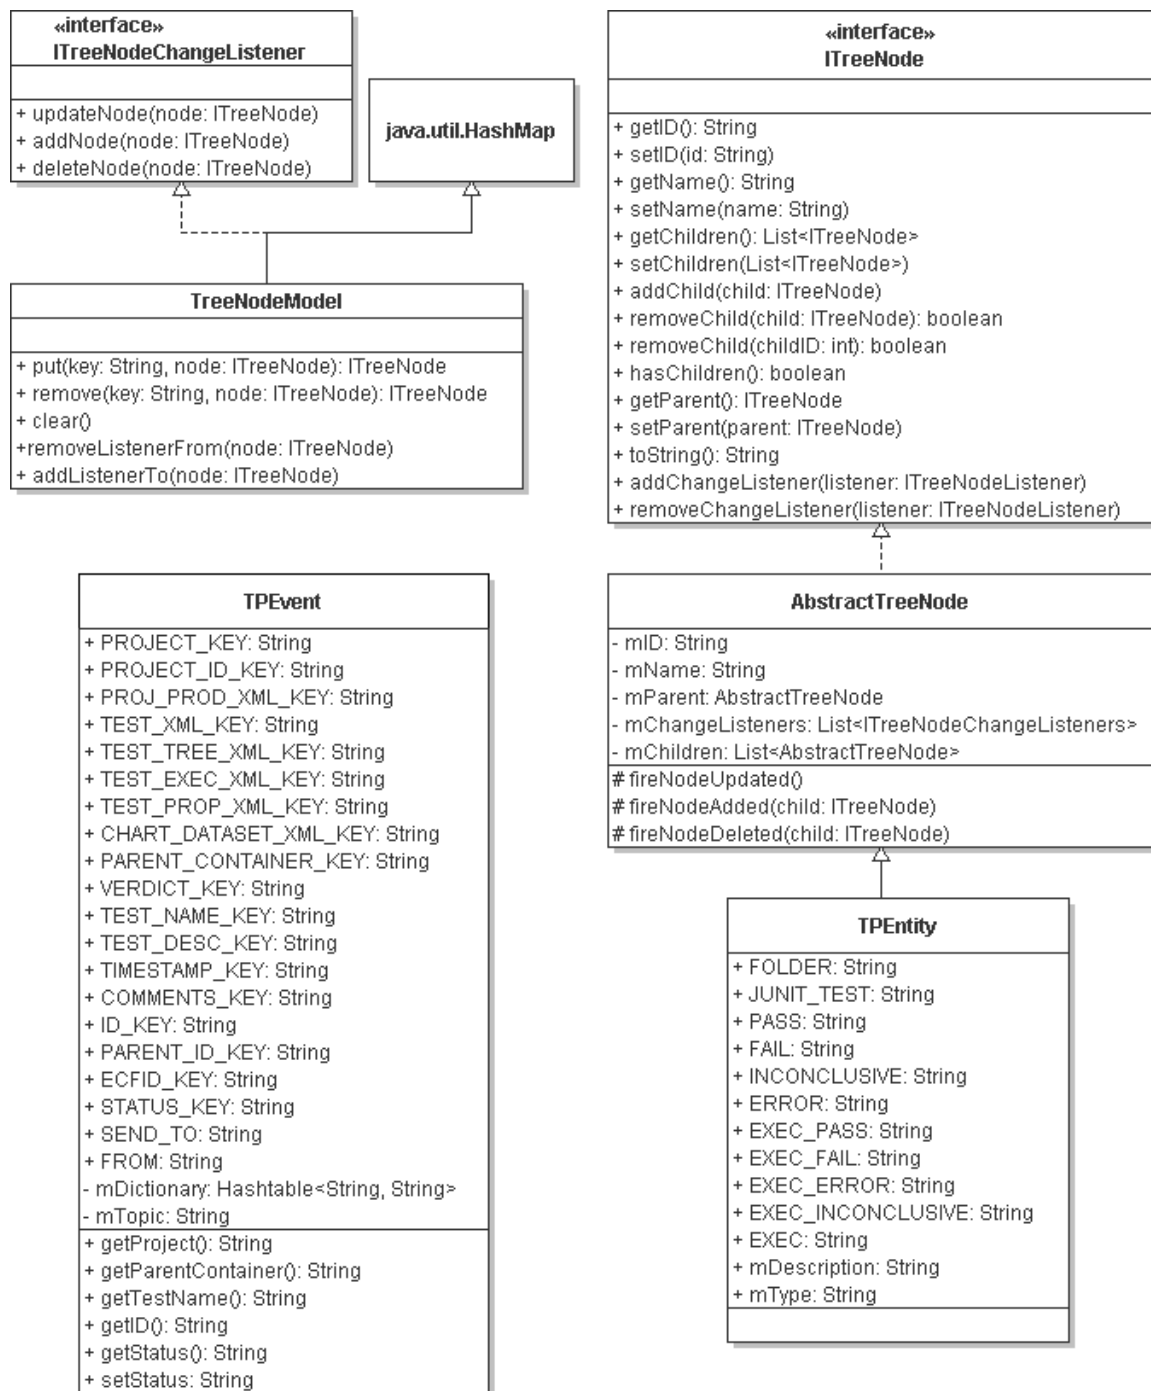 «interface»
ITreeNodeChangeListener
+ updateNode(node: ITreeNode)
+ addNode(node: ITreeNode)
+ deleteNode(node: ITreeNode)
java.util.HashMap
TreeNodeModel
+ put(key: String, node: ITreeNode): ITreeNode
+ remove(key: String, node: ITreeNode): ITreeNode
+ clear()
+removeListenerFrom(node: ITreeNode)
+ addListenerTo(node: ITreeNode)
«interface»
ITreeNode
+ getID(): String
+ setID(id: String)
+ getName(): String
+ setName(name: String)
+ getChildren(): List<ITreeNode>
+ setChildren(List<ITreeNode>)
+ addChild(child: ITreeNode)
+ removeChild(child: ITreeNode): boolean
+ removeChild(childID: int): boolean
+ hasChildren(): boolean
+ getParent(): ITreeNode
+ setParent(parent: ITreeNode)
+ toString(): String
+ addChangeListener(listener: ITreeNodeListener)
+ removeChangeListener(listener: ITreeNodeListener)
TPEvent
+ PROJECT_KEY: String
+ PROJECT_ID_KEY: String
+ PROJ_PROD_XML_KEY: String
+ TEST_XML_KEY: String
+ TEST_TREE_XML_KEY: String
+ TEST_EXEC_XML_KEY: String
+ TEST_PROP_XML_KEY: String
+ CHART_DATASET_XML_KEY: String
+ PARENT_CONTAINER_KEY: String
+ VERDICT_KEY: String
+ TEST_NAME_KEY: String
+ TEST_DESC_KEY: String
+ TIMESTAMP_KEY: String
+ COMMENTS_KEY: String
+ ID_KEY: String
+ PARENT_ID_KEY: String
+ ECFID_KEY: String
+ STATUS_KEY: String
+ SEND_TO: String
+ FROM: String
- mDictionary: Hashtable<String, String>
- mTopic: String
+ getProject(): String
+ getParentContainer(): String
+ getTestName(): String
+ getID(): String
+ getStatus(): String
+ setStatus: String
AbstractTreeNode
- mID: String
- mName: String
- mParent: AbstractTreeNode
- mChangeListeners: List<ITreeNodeChangeListeners>
- mChildren: List<AbstractTreeNode>
# fireNodeUpdated()
# fireNodeAdded(child: ITreeNode)
# fireNodeDeleted(child: ITreeNode)
TPEntity
+ FOLDER: String
+ JUNIT_TEST: String
+ PASS: String
+ FAIL: String
+ INCONCLUSIVE: String
+ ERROR: String
+ EXEC_PASS: String
+ EXEC_FAIL: String
+ EXEC_ERROR: String
+ EXEC_INCONCLUSIVE: String
+ EXEC: String
+ mDescription: String
+ mType: String